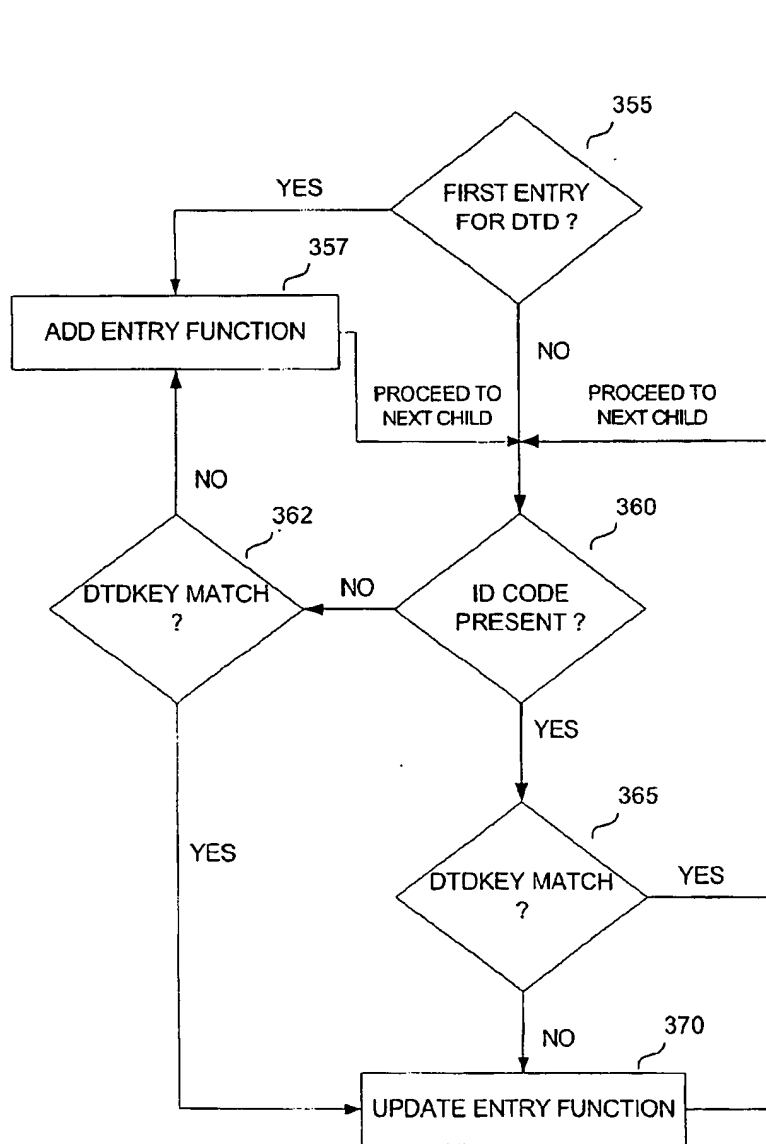 355
FIRST ENTRY
FOR DTD ?
YES
357
ADD ENTRY FUNCTION
NO
PROCEED TO
NEXT CHILD
PROCEED TO
NEXT CHILD
NO
362
DTDKEY MATCH
?
NO
360
ID CODE
PRESENT ?
YES
365
DTDKEY MATCH
?
YES
YES
NO
370
UPDATE ENTRY FUNCTION